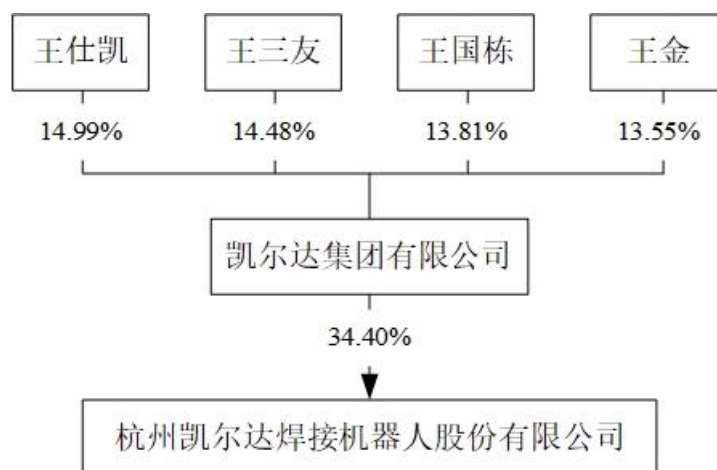 王仕凯 王三友 王国栋 王金
14.99% 14.48% 13.81% 13.55%
凯尔达集团有限公司
34.40%
杭州凯尔达焊接机器人股份有限公司